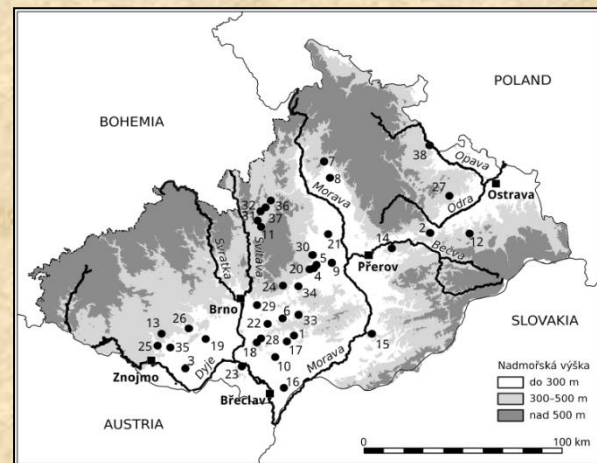 POLAND
BOHEMIA
38
Opava
7
8
Morava
27
Ostrava
Odra
32
36
31
37
11
Svratka
Svitava
21
14
2
Bečva
12
30
5
20
4
9
Přerov
24
34
Brno
29
SLOVAKIA
26
22
6
33
13
15
25
35
19
18
28
1
17
Morava
Znojmo
3
Dyje
23
10
16
Břeclav
AUSTRIA
Nadmořská výška
do 300 m
300–500 m
nad 500 m
0
100 km